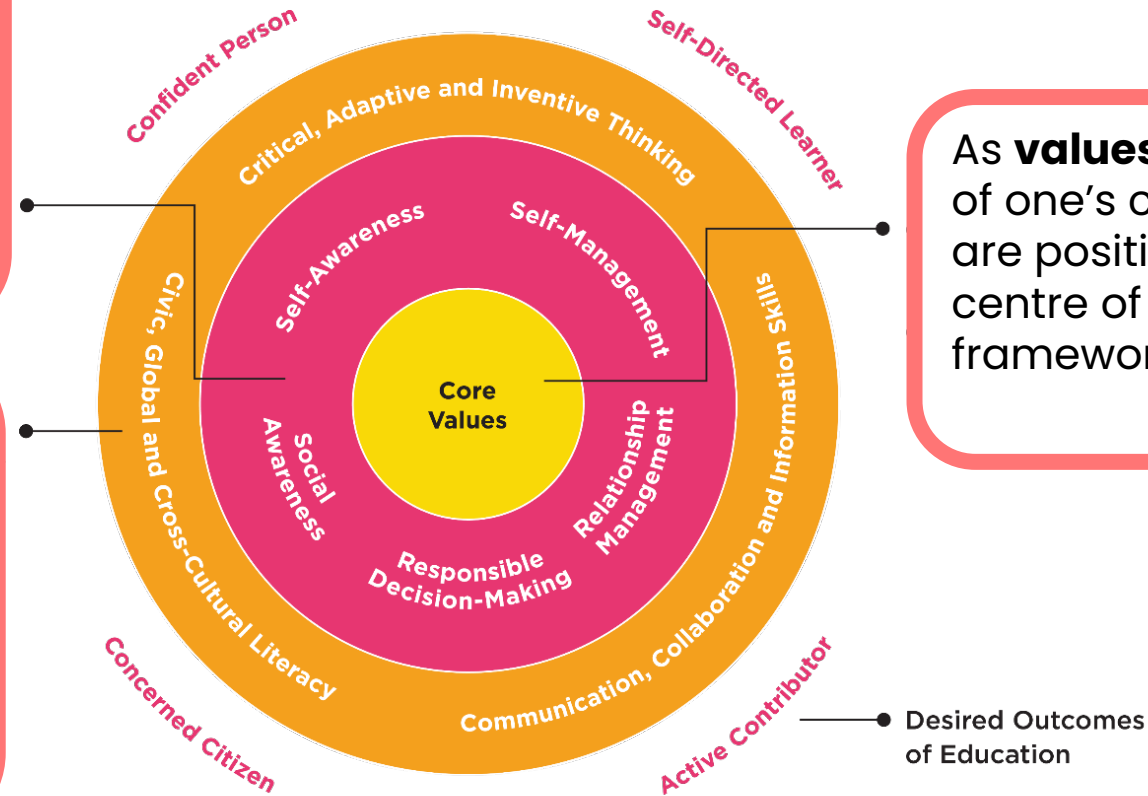 Confident Person
Self-Directed Learner
Critical, Adaptive and Inventive Thinking
Self-Awareness
Self-Management
Civic, Global and Cross-Cultural Literacy
Communication, Collaboration and Information Skills
Core
Values
Social
Awareness
Relationship
Management
Responsible
Decision-Making
Concerned Citizen
Active Contributor
Desired Outcomes
of Education
As values
of one’s
are positi
centre of
framewor